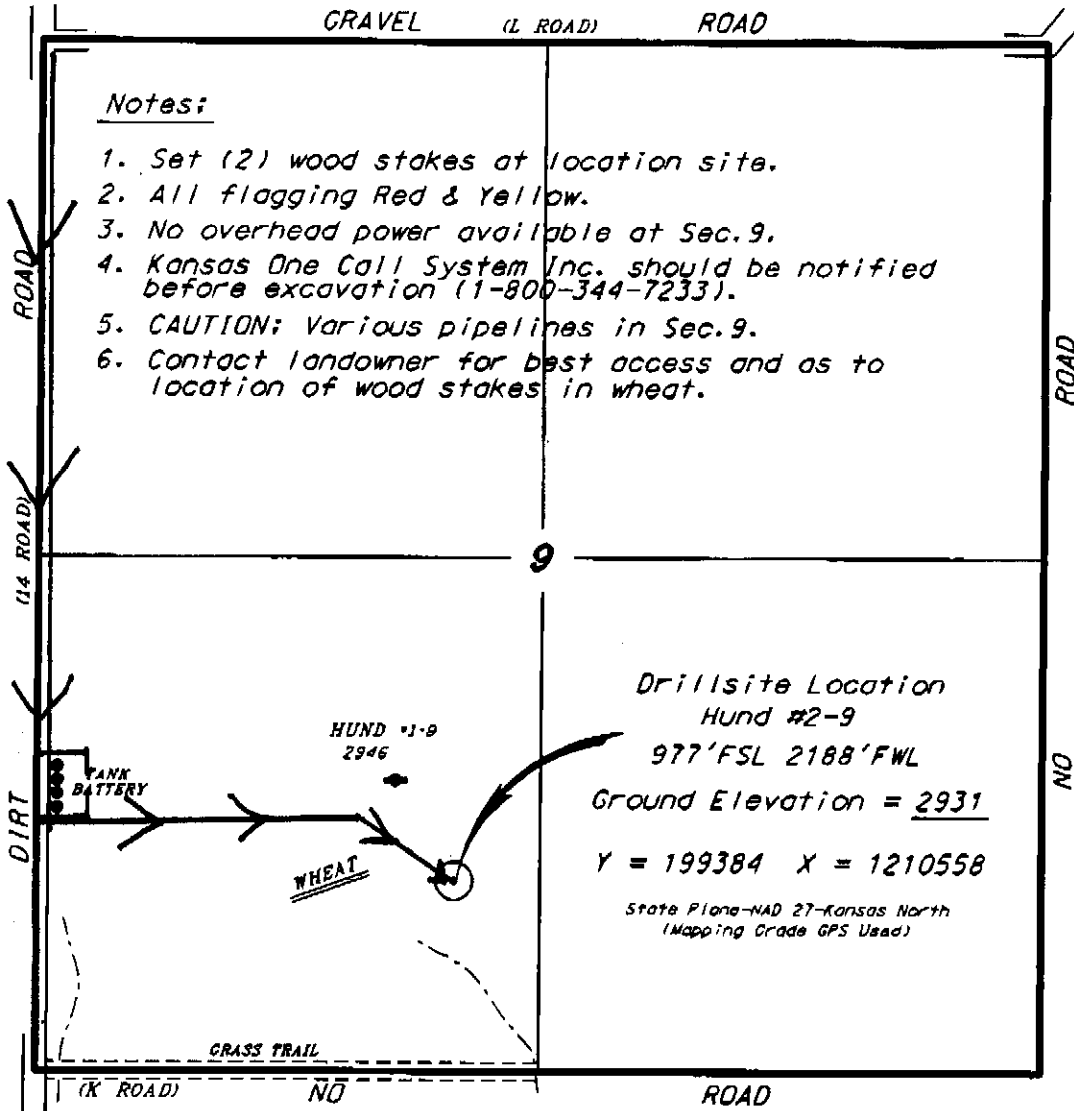 GRAVEL (L ROAD) ROAD
Notes:
1. Set (2) wood stakes at location site.
2. All flagging Red & Yellow.
3. No overhead power available at Sec.9.
4. Kansas One Call System Inc. should be notified
before excavation (1-800-344-7233).
5. CAUTION: Various pipelines in Sec.9.
6. Contact landowner for best access and as to
location of wood stakes in wheat.
ROAD
(14 ROAD)
DIRT
ROAD
NO
9
HUND #1-9
2946
TANK
BATTERY
WHEAT
Drillsite Location
Hund #2-9
977'FSL 2188'FWL
Ground Elevation = 2931
Y = 199384 X = 1210558
State Plane-NAD 27-Kansas North
(Mapping Grade GPS Used)
GRASS TRAIL
(K ROAD) NO ROAD